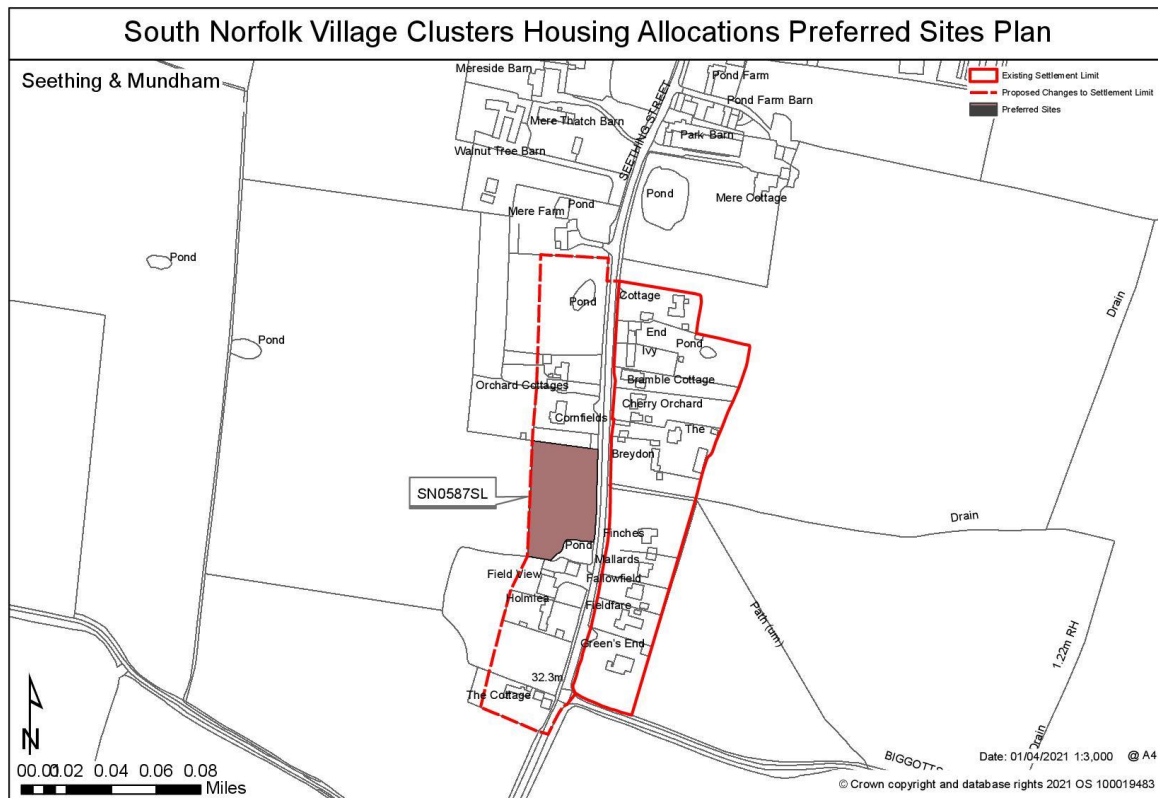 South Norfolk Village Clusters Housing Allocations Preferred Sites Plan
Seething & Mundham
Existing Settlement Limit
Proposed Changes to Settlement Limit
Preferred Sites
Mereside Barn
Pond Farm
Pond Farm Barn
Mere Thatch Barn
SEETHING STREET
Park Barn
Walnut Tree Barn
Pond
Mere Cottage
Mere Farm
Pond
Pond
Pond
Cottage
Drain
Pond
End
Pond
Ivy
Orchard Cottages
Bramble Cottage
Cherry Orchard
Cornfields
The
Breydon
SN0587SL
Drain
Finches
Pond
Mallards
Field View
Fallowfield
Holmlea
Fieldfare
Path (um)
1.22m RH
Green's End
32.3m
The Cottage
N
Drain
BIGGOTTS
Date: 01/04/2021 1:3,000 @ A4
00.01 0.02 0.04 0.06 0.08
Miles
© Crown copyright and database rights 2021 OS 100019483